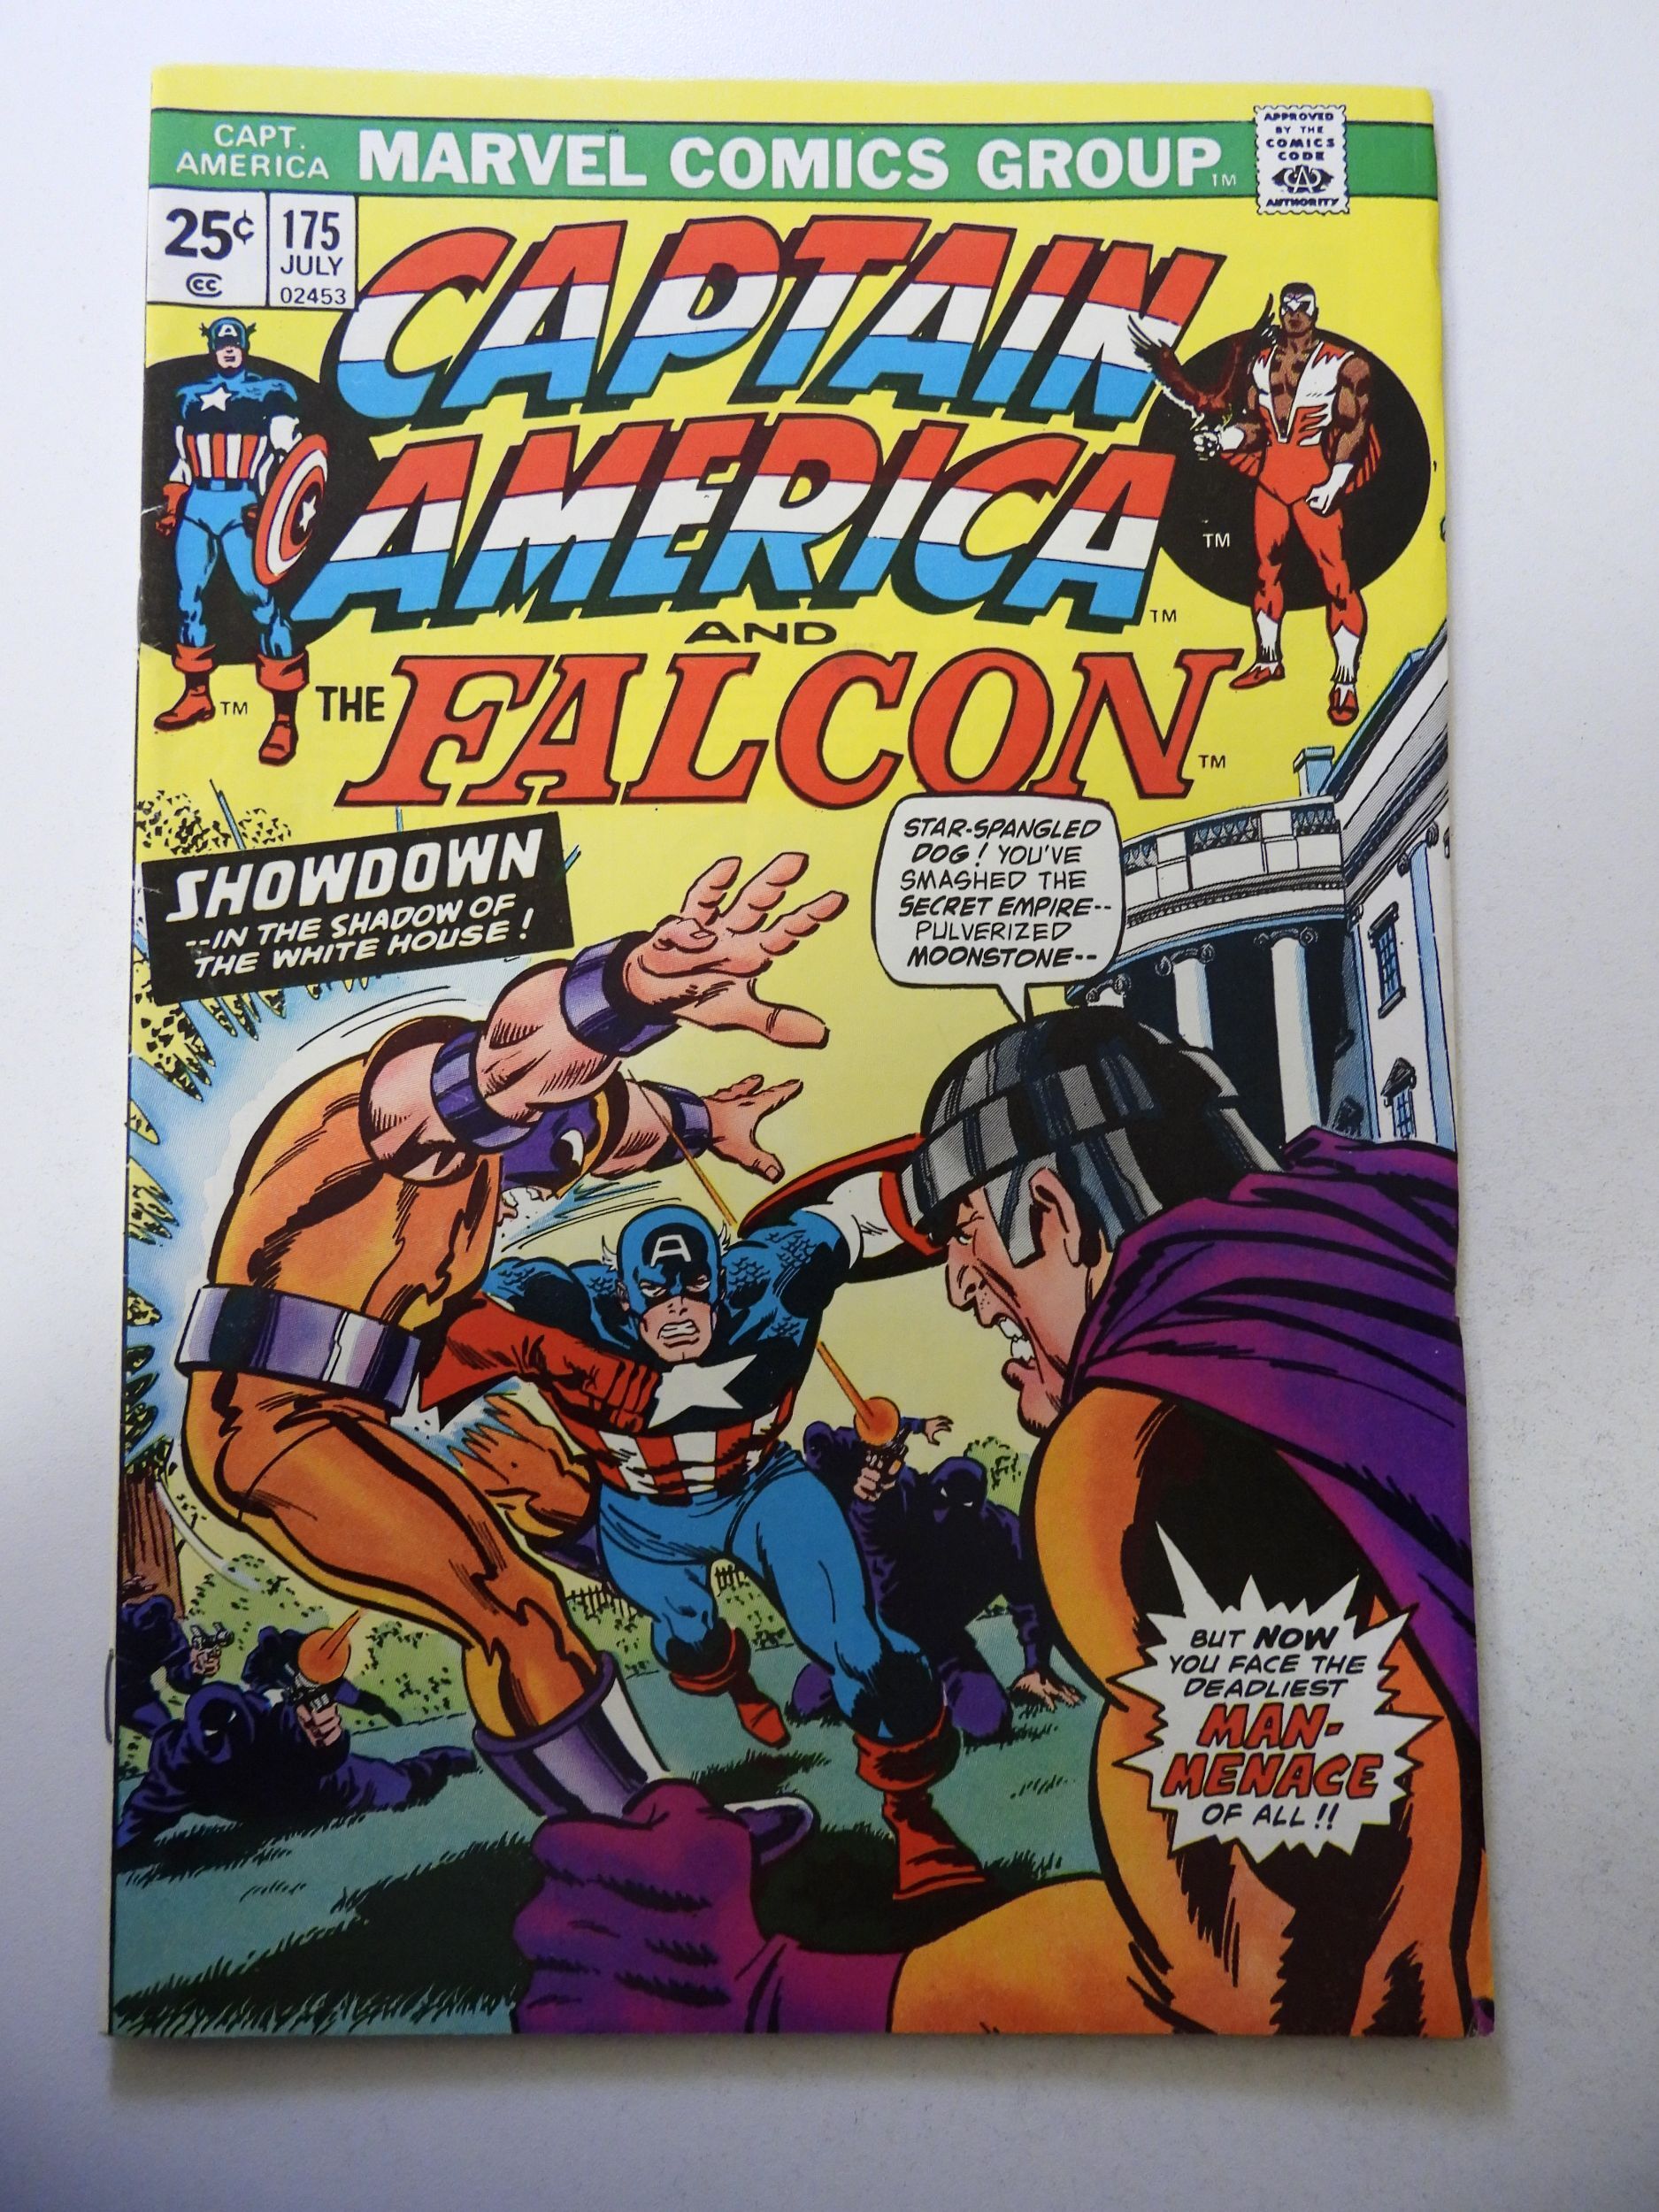 CAPT.
AMERICA
MARVEL COMICS GROUP TM
APPROVED
BY THE
COMICS
CODE
CA
AUTHORITY
25¢
CC
175
JULY
02453
CAPTAIN
AMERICA TM
TM
AND
THE FALCON TM
TM
SHOWDOWN
--IN THE SHADOW OF
THE WHITE HOUSE!
STAR-SPANGLED
DOG! YOU'VE
SMASHED THE
SECRET EMPIRE--
PULVERIZED
MOONSTONE--
A
A
BUT NOW
YOU FACE THE
DEADLIEST
MAN-
MENACE
OF ALL!!